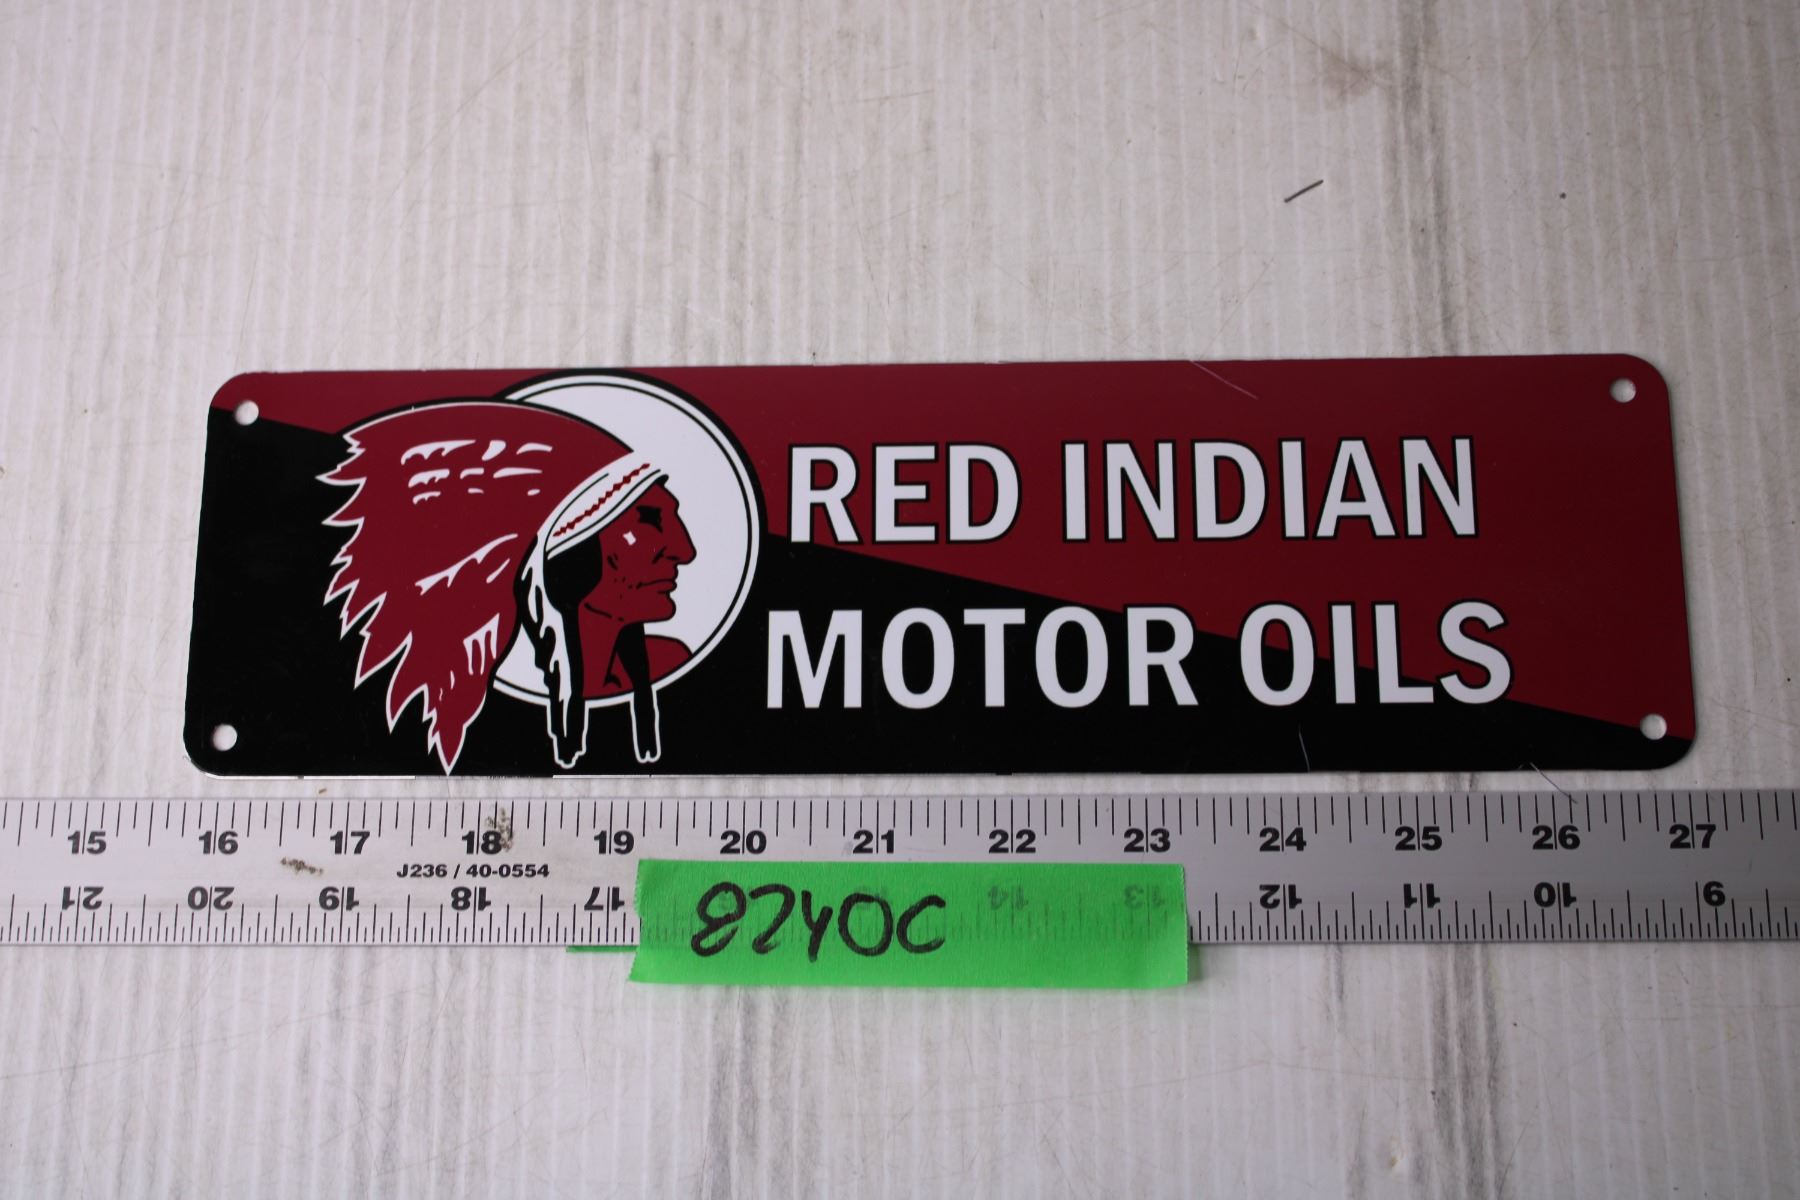 RED INDIAN
MOTOR OILS
15 16 17 18 19 20 21 22 23 24 25 26 27
J236 / 40-0554
21 20 19 18 17 14 13 12 11 10 9
8240C